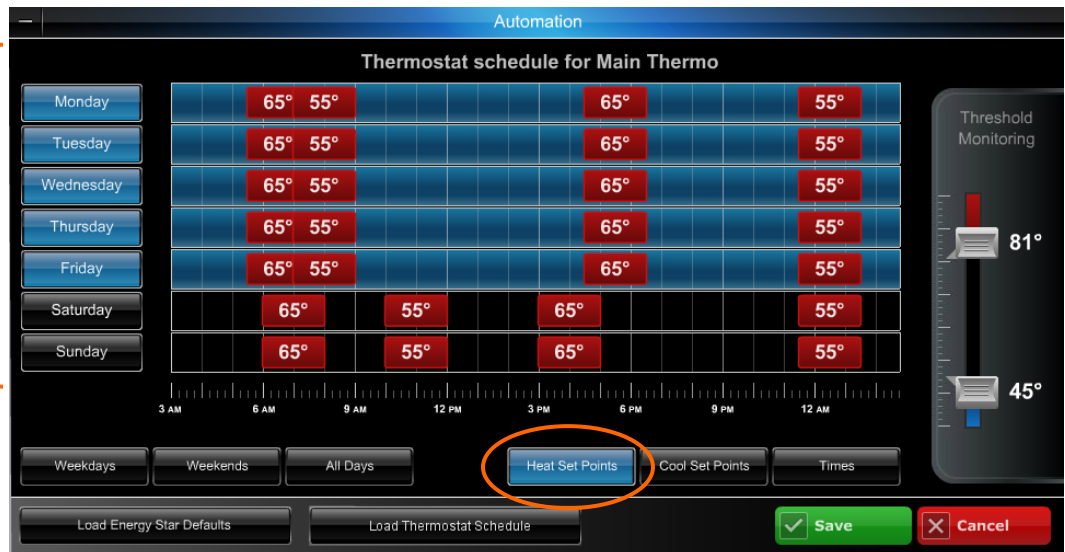 Automation
Thermostat schedule for Main Thermo
Monday 65° 55° 65° 55°
Tuesday 65° 55° 65° 55°
Wednesday 65° 55° 65° 55°
Thursday 65° 55° 65° 55°
Friday 65° 55° 65° 55°
Saturday 65° 55° 65° 55°
Sunday 65° 55° 65° 55°
3 AM 6 AM 9 AM 12 PM 3 PM 6 PM 9 PM 12 AM
Threshold
Monitoring
81°
45°
Weekdays Weekends All Days Heat Set Points Cool Set Points Times
Load Energy Star Defaults Load Thermostat Schedule Save Cancel